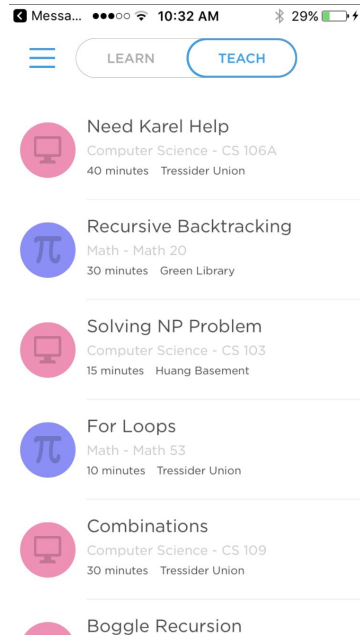 Messa... 10:32 AM 29%
LEARN TEACH
Need Karel Help
Computer Science - CS 106A
40 minutes Tressider Union
Recursive Backtracking
Math - Math 20
30 minutes Green Library
Solving NP Problem
Computer Science - CS 103
15 minutes Huang Basement
For Loops
Math - Math 53
10 minutes Tressider Union
Combinations
Computer Science - CS 109
30 minutes Tressider Union
Boggle Recursion